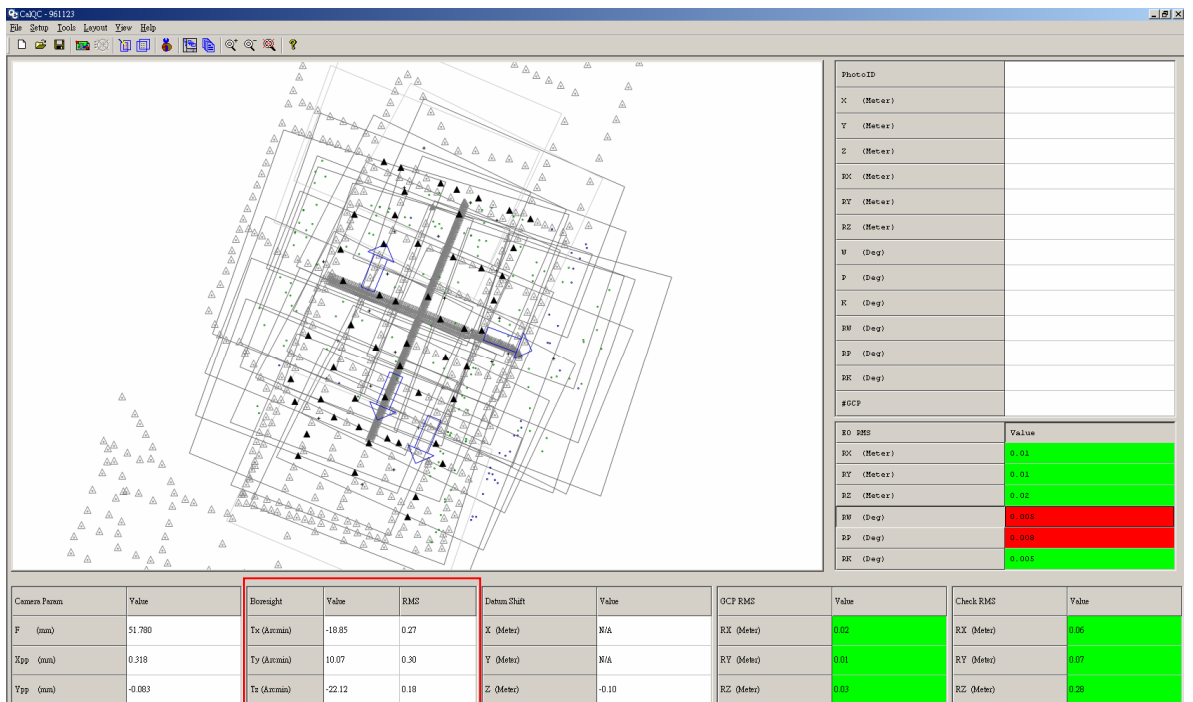 CalQC - 961123
File Setup Tools Layout View Help
PhotoID
X (Meter)
Y (Meter)
Z (Meter)
RX (Meter)
RY (Meter)
RZ (Meter)
W (Deg)
P (Deg)
K (Deg)
RW (Deg)
RP (Deg)
RK (Deg)
#GCP
EO RMS Value
RX (Meter) 0.01
RY (Meter) 0.01
RZ (Meter) 0.02
RW (Deg) 0.005
RP (Deg)
RK (Deg) 0.005
Camera Param Value Boresight Value RMS Datum Shift Value GCP RMS Value Check RMS Value
F (mm) 51.780 Tx (Arcmin) -18.85 0.27 X (Meter) N/A RX (Meter) 0.02 RX (Meter) 0.06
Xpp (mm) 0.318 Ty (Arcmin) 10.07 0.30 Y (Meter) N/A RY (Meter) 0.01 RY (Meter) 0.07
Ypp (mm) -0.083 Tz (Arcmin) -22.12 0.18 Z (Meter) -0.10 RZ (Meter) 0.03 RZ (Meter) 0.28